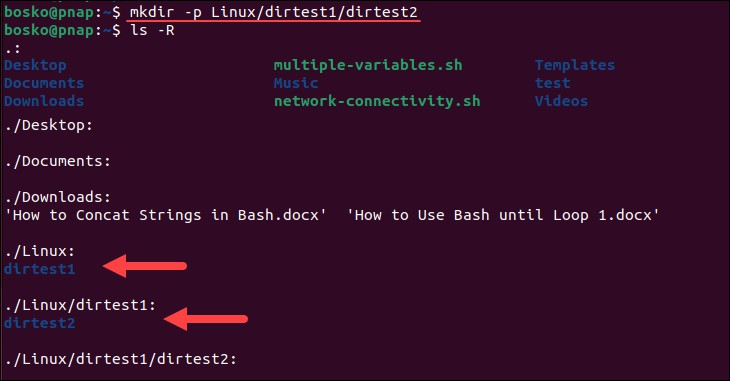 bosko@pnap:~$ mkdir -p Linux/dirtest1/dirtest2
bosko@pnap:~$ ls -R
.:
Desktop multiple-variables.sh Templates
Documents Music test
Downloads network-connectivity.sh Videos
./Desktop:
./Documents:
./Downloads:
'How to Concat Strings in Bash.docx' 'How to Use Bash until Loop 1.docx'
./Linux:
dirtest1
./Linux/dirtest1:
dirtest2
./Linux/dirtest1/dirtest2: